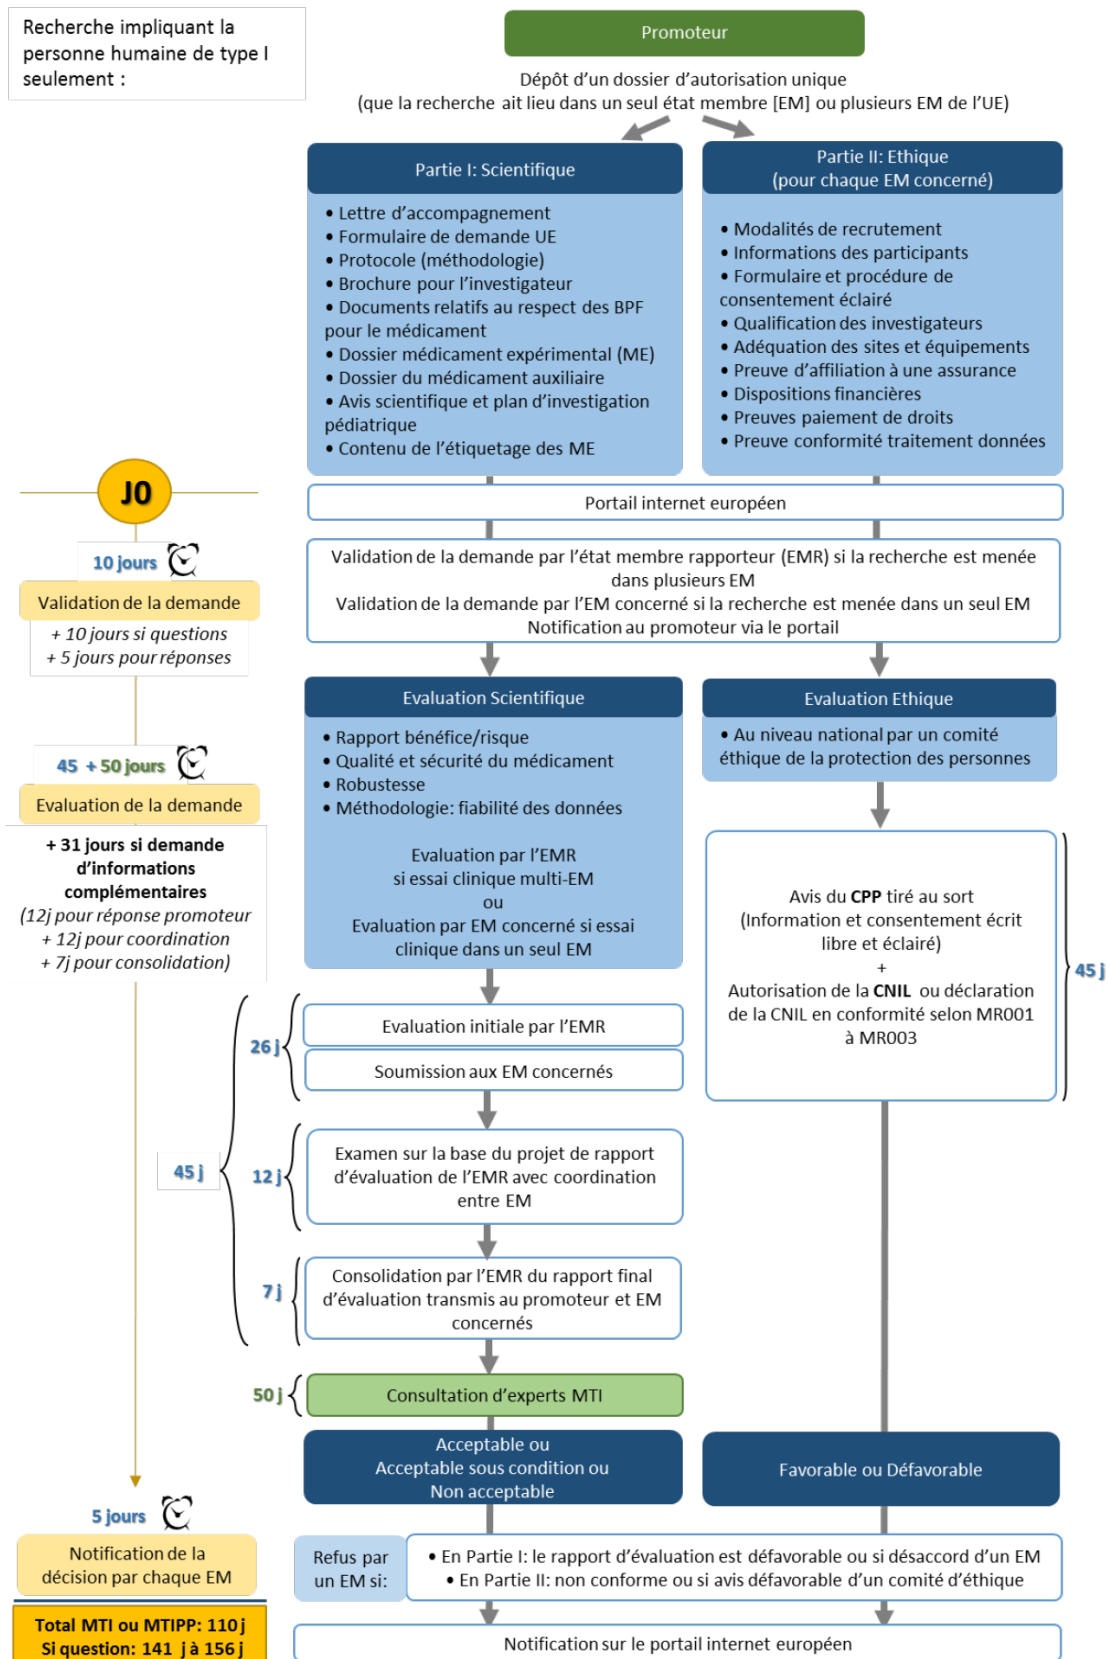 Recherche impliquant la
personne humaine de type I
seulement :
Promoteur
Dépôt d’un dossier d’autorisation unique
(que la recherche ait lieu dans un seul état membre [EM] ou plusieurs EM de l’UE)
Partie I: Scientifique
• Lettre d’accompagnement
• Formulaire de demande UE
• Protocole (méthodologie)
• Brochure pour l’investigateur
• Documents relatifs au respect des BPF
pour le médicament
• Dossier médicament expérimental (ME)
• Dossier du médicament auxiliaire
• Avis scientifique et plan d’investigation
pédiatrique
• Contenu de l’étiquetage des ME
Partie II: Ethique
(pour chaque EM concerné)
• Modalités de recrutement
• Informations des participants
• Formulaire et procédure de
consentement éclairé
• Qualification des investigateurs
• Adéquation des sites et équipements
• Preuve d’affiliation à une assurance
• Dispositions financières
• Preuves paiement de droits
• Preuve conformité traitement données
J0
Portail internet européen
10 jours
Validation de la demande
+ 10 jours si questions
+ 5 jours pour réponses
Validation de la demande par l’état membre rapporteur (EMR) si la recherche est menée
dans plusieurs EM
Validation de la demande par l’EM concerné si la recherche est menée dans un seul EM
Notification au promoteur via le portail
Evaluation Scientifique
• Rapport bénéfice/risque
• Qualité et sécurité du médicament
• Robustesse
• Méthodologie: fiabilité des données
Evaluation par l’EMR
si essai clinique multi-EM
ou
Evaluation par EM concerné si essai
clinique dans un seul EM
Evaluation Ethique
• Au niveau national par un comité
éthique de la protection des personnes
45 + 50 jours
Evaluation de la demande
+ 31 jours si demande
d’informations
complémentaires
(12j pour réponse promoteur
+ 12j pour coordination
+ 7j pour consolidation)
Avis du CPP tiré au sort
(Information et consentement écrit
libre et éclairé)
+
Autorisation de la CNIL ou déclaration
de la CNIL en conformité selon MR001
à MR003
45 j
26 j
Evaluation initiale par l’EMR
Soumission aux EM concernés
45 j
12 j
Examen sur la base du projet de rapport
d’évaluation de l’EMR avec coordination
entre EM
7 j
Consolidation par l’EMR du rapport final
d’évaluation transmis au promoteur et EM
concernés
50 j
Consultation d’experts MTI
Acceptable ou
Acceptable sous condition ou
Non acceptable
Favorable ou Défavorable
5 jours
Notification de la
décision par chaque EM
Refus par
un EM si:
• En Partie I: le rapport d’évaluation est défavorable ou si désaccord d’un EM
• En Partie II: non conforme ou si avis défavorable d’un comité d’éthique
Total MTI ou MTIPP: 110 j
Si question: 141 j à 156 j
Notification sur le portail internet européen